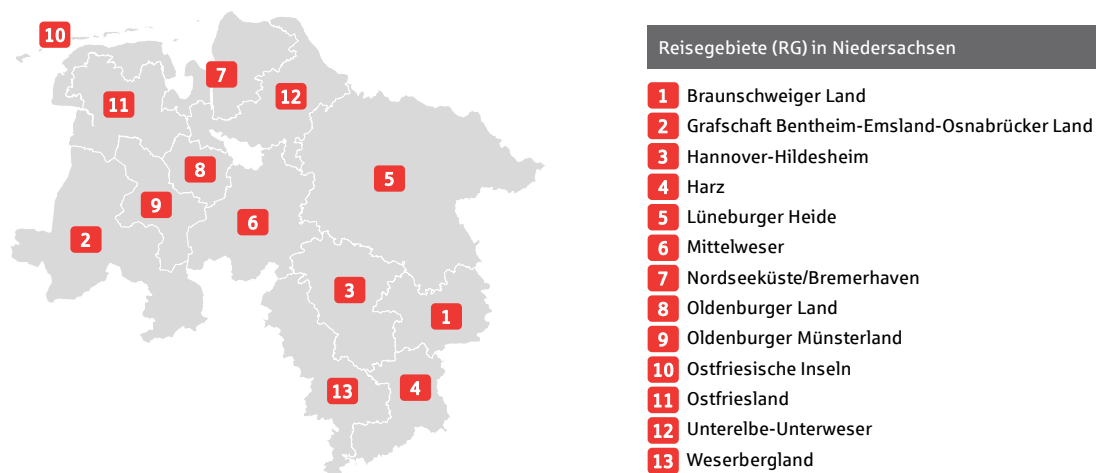 10
7
11
12
8
5
9
6
2
3
1
13
4
Reisegebiete (RG) in Niedersachsen
1 Braunschweiger Land
2 Grafschaft Bentheim-Emsland-Osnabrücker Land
3 Hannover-Hildesheim
4 Harz
5 Lüneburger Heide
6 Mittelweser
7 Nordseeküste/Bremerhaven
8 Oldenburger Land
9 Oldenburger Münsterland
10 Ostfriesische Inseln
11 Ostfriesland
12 Unterelbe-Unterweser
13 Weserbergland